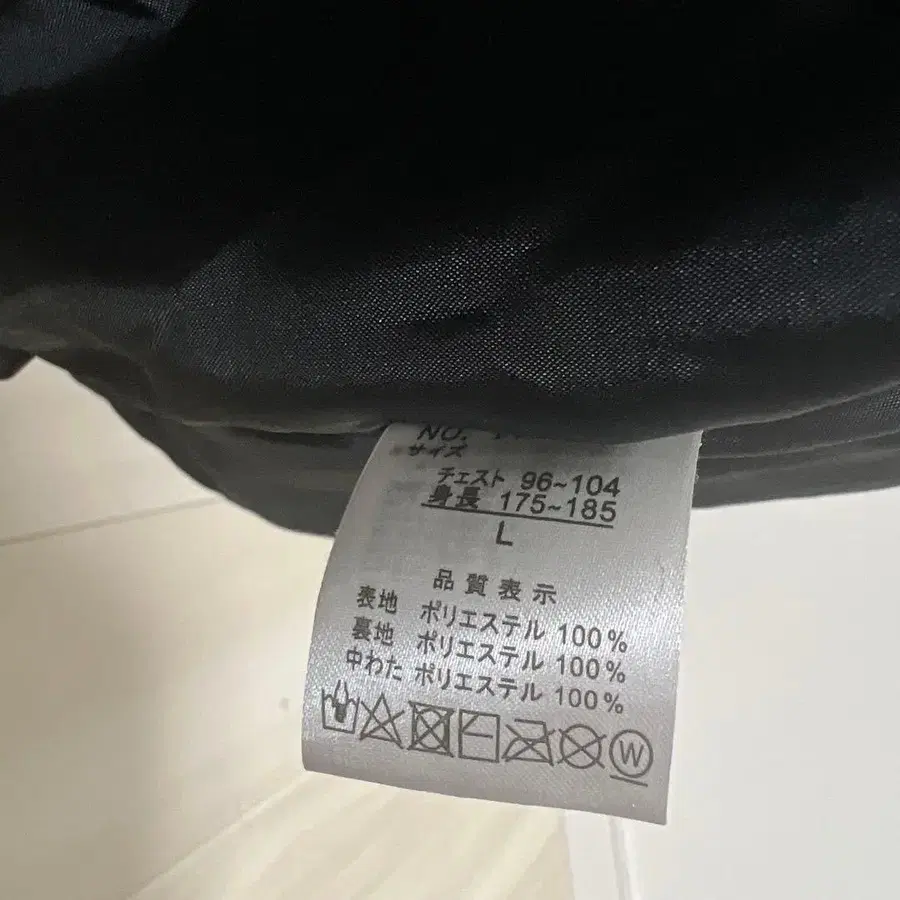 NO.
サイズ
チェスト 96~104
身長 175~185
L
品質表示
表地 ポリエステル 100%
裏地 ポリエステル 100%
中わた ポリエステル 100%
W